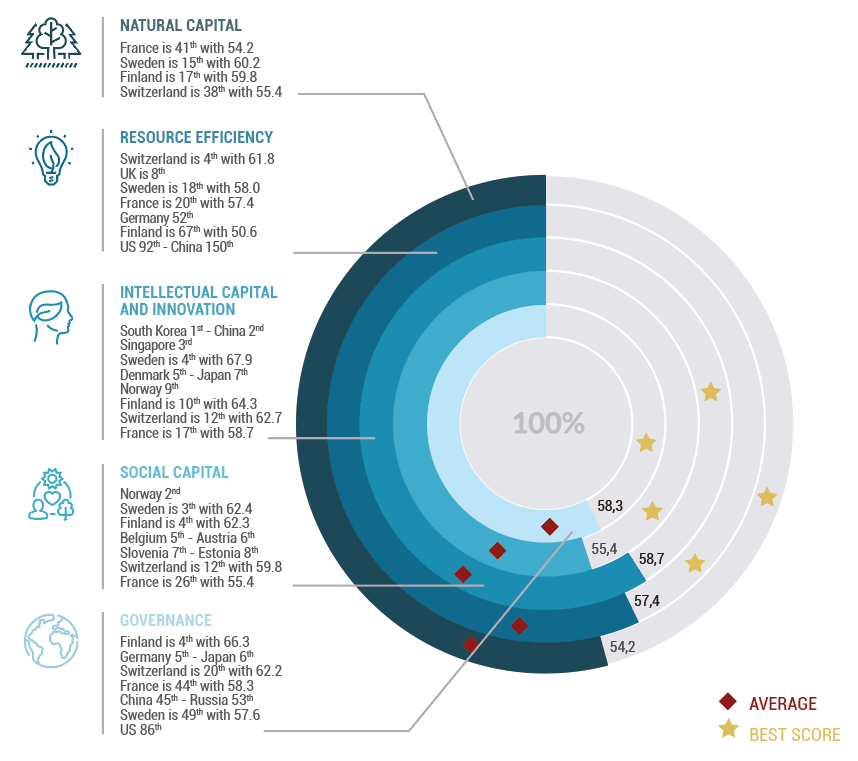 NATURAL CAPITAL
France is 41th with 54.2
Sweden is 15th with 60.2
Finland is 17th with 59.8
Switzerland is 38th with 55.4
RESOURCE EFFICIENCY
Switzerland is 4th with 61.8
UK is 8th
Sweden is 18th with 58.0
France is 20th with 57.4
Germany 52th
Finland is 67th with 50.6
US 92th - China 150th
INTELLECTUAL CAPITAL
AND INNOVATION
South Korea 1st - China 2nd
Singapore 3rd
Sweden is 4th with 67.9
Denmark 5th - Japan 7th
Norway 9th
Finland is 10th with 64.3
Switzerland is 12th with 62.7
France is 17th with 58.7
SOCIAL CAPITAL
Norway 2nd
Sweden is 3th with 62.4
Finland is 4th with 62.3
Belgium 5th - Austria 6th
Slovenia 7th - Estonia 8th
Switzerland is 12th with 59.8
France is 26th with 55.4
GOVERNANCE
Finland is 4th with 66.3
Germany 5th - Japan 6th
Switzerland is 20th with 62.2
France is 44th with 58.3
China 45th - Russia 53th
Sweden is 49th with 57.6
US 86th
100%
58,3
55,4
58,7
57,4
54,2
AVERAGE
BEST SCORE